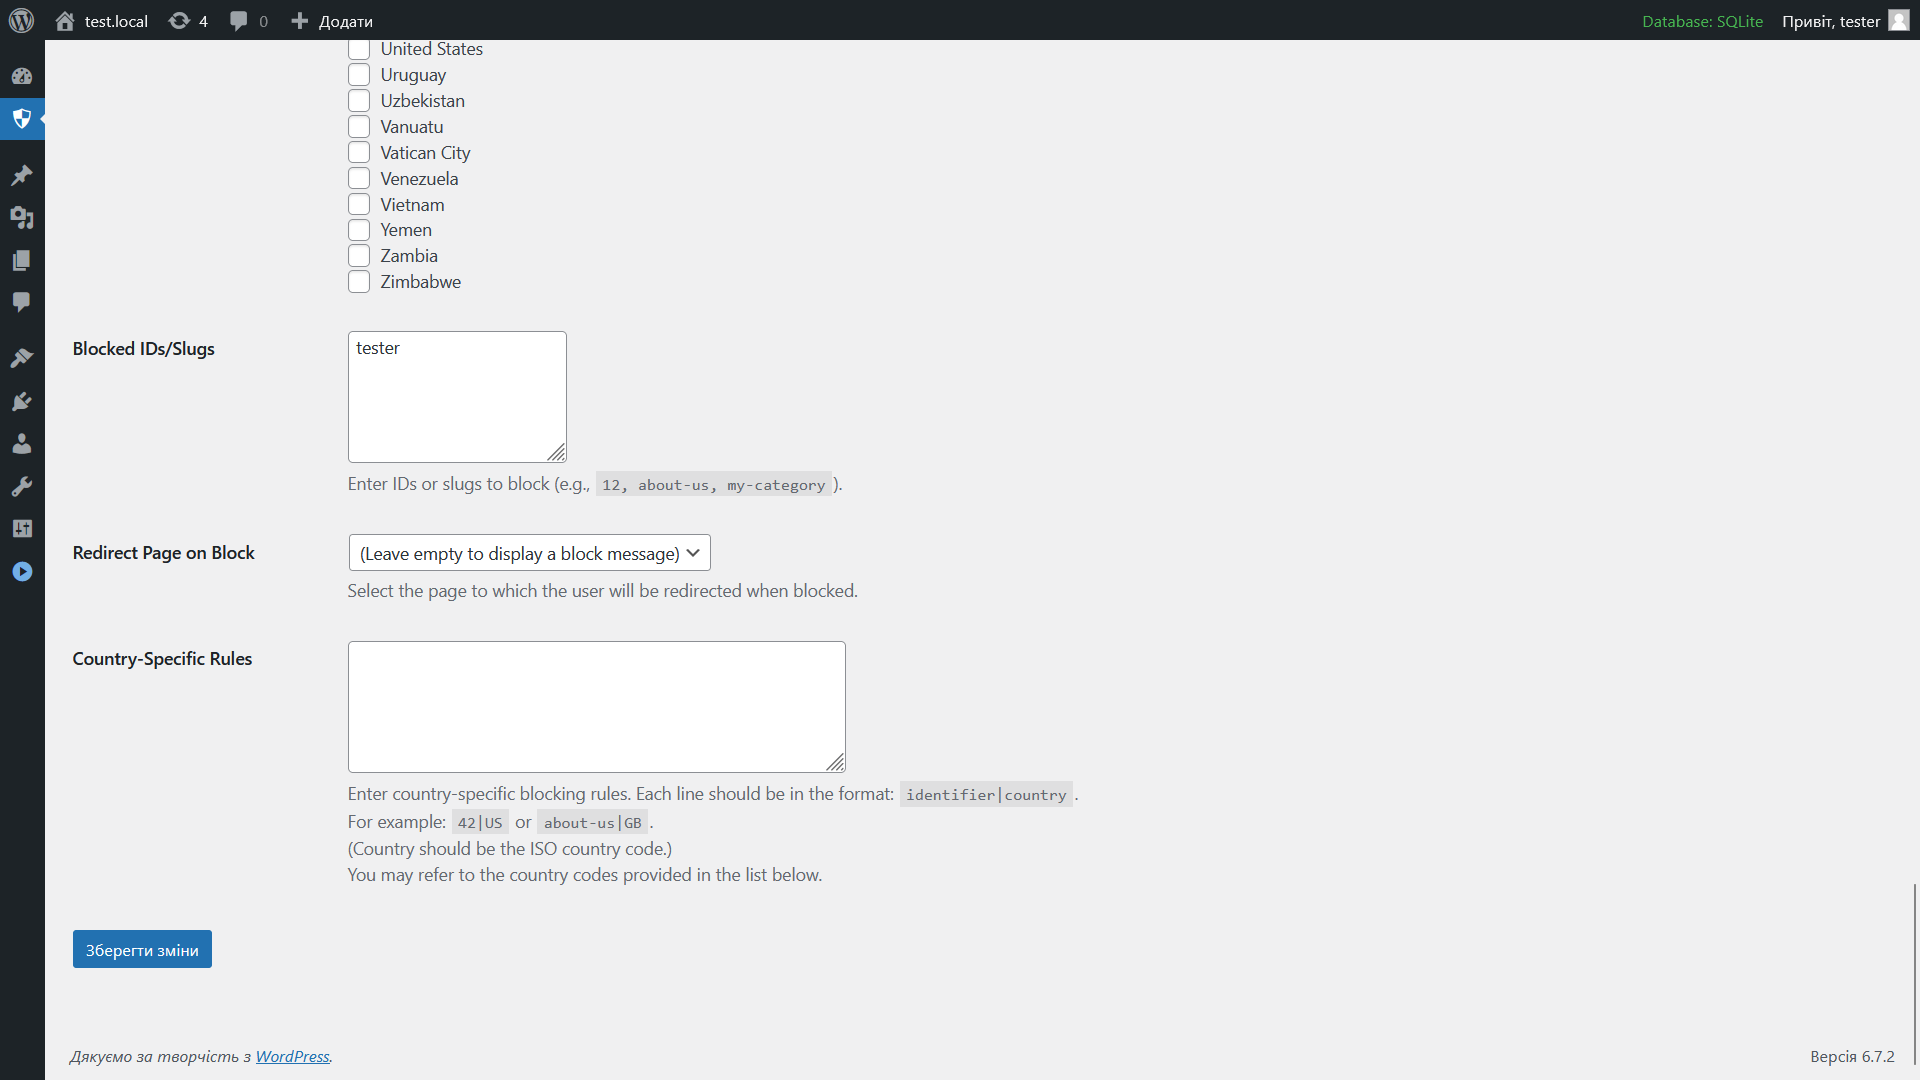 test.local 4 0 Додати Database: SQLite Привіт, tester
United States
Uruguay
Uzbekistan
Vanuatu
Vatican City
Venezuela
Vietnam
Yemen
Zambia
Zimbabwe
Blocked IDs/Slugs
tester
Enter IDs or slugs to block (e.g., 12, about-us, my-category ).
Redirect Page on Block
(Leave empty to display a block message)
Select the page to which the user will be redirected when blocked.
Country-Specific Rules
Enter country-specific blocking rules. Each line should be in the format: identifier|country .
For example: 42|US or about-us|GB .
(Country should be the ISO country code.)
You may refer to the country codes provided in the list below.
Зберегти зміни
Дякуємо за творчість з WordPress. Версія 6.7.2